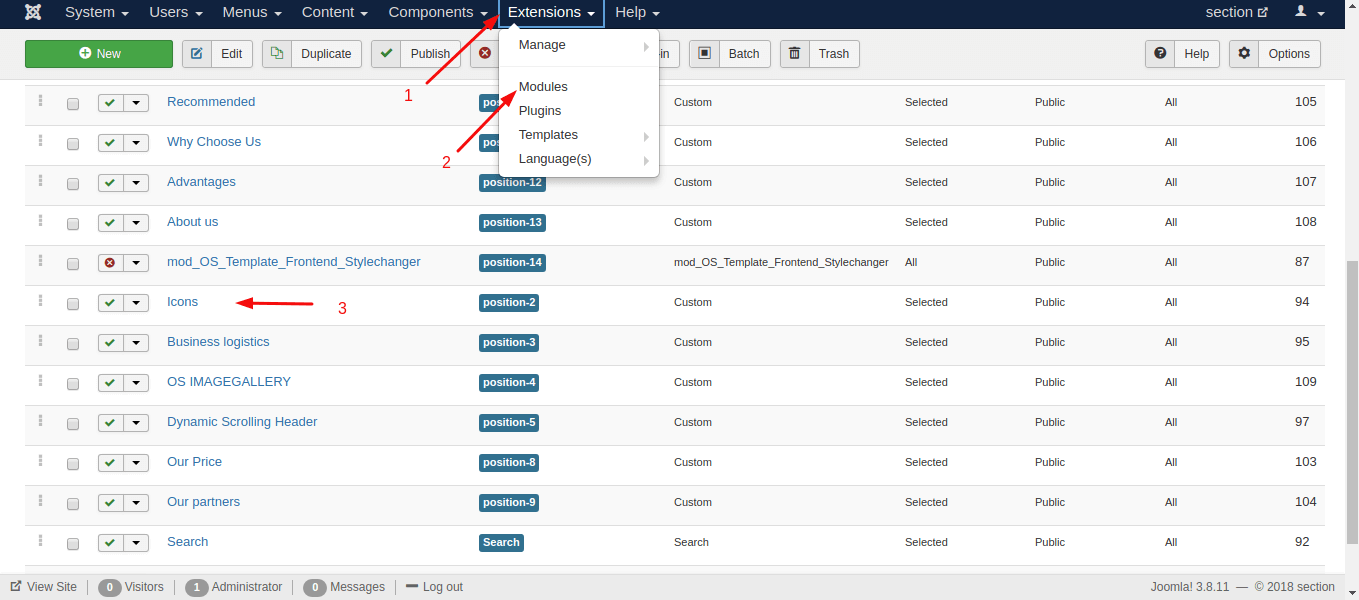 System Users Menus Content Components Extensions Help section
New Edit Duplicate Publish in Batch Trash Help Options
Manage
Modules
Plugins
Templates
Language(s)
1
2
3
Recommended pos Custom Selected Public All 105
Why Choose Us pos Custom Selected Public All 106
Advantages position-12 Custom Selected Public All 107
About us position-13 Custom Selected Public All 108
mod_OS_Template_Frontend_Stylechanger position-14 mod_OS_Template_Frontend_Stylechanger All Public All 87
Icons position-2 Custom Selected Public All 94
Business logistics position-3 Custom Selected Public All 95
OS IMAGEGALLERY position-4 Custom Selected Public All 109
Dynamic Scrolling Header position-5 Custom Selected Public All 97
Our Price position-8 Custom Selected Public All 103
Our partners position-9 Custom Selected Public All 104
Search Search Search Selected Public All 92
View Site 0 Visitors 1 Administrator 0 Messages Log out Joomla! 3.8.11 — © 2018 section